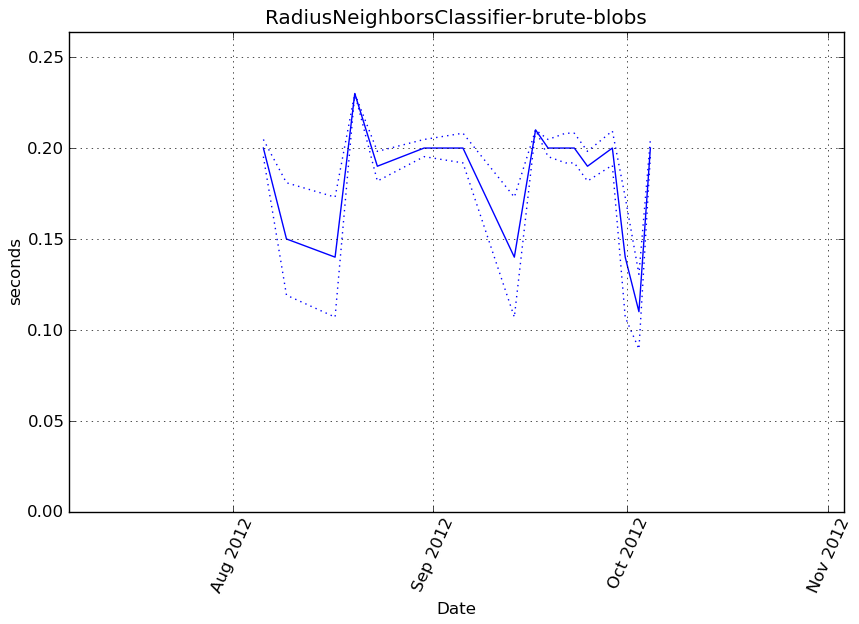 RadiusNeighborsClassifier-brute-blobs
0.25
0.20
0.15
0.10
0.05
0.00
seconds
Aug 2012
Sep 2012
Oct 2012
Nov 2012
Date